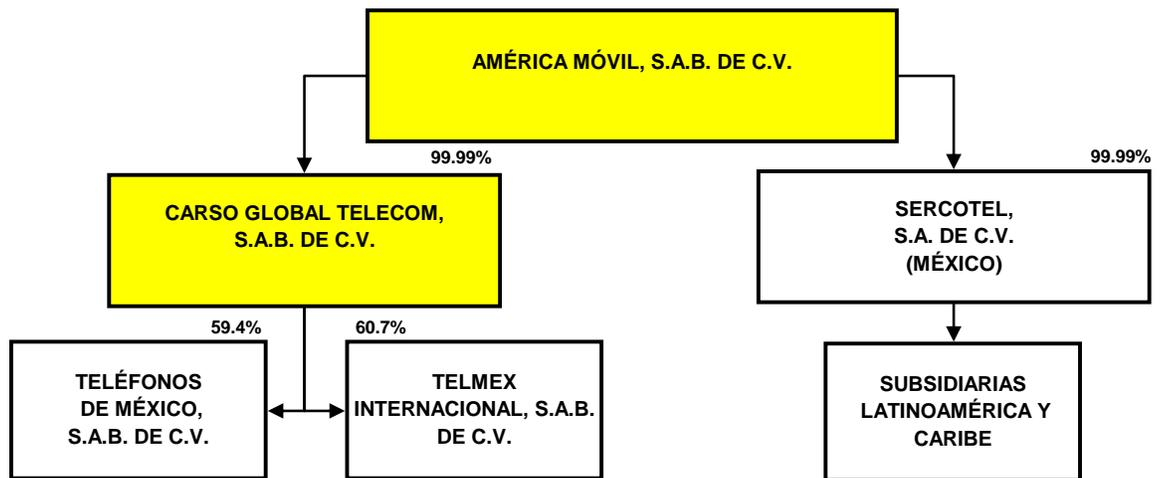 AMÉRICA MÓVIL, S.A.B. DE C.V.
99.99%
99.99%
CARSO GLOBAL TELECOM,
S.A.B. DE C.V.
SERCOTEL,
S.A. DE C.V.
(MÉXICO)
59.4%
60.7%
TELÉFONOS
DE MÉXICO,
S.A.B. DE C.V.
TELMEX
INTERNACIONAL, S.A.B.
DE C.V.
SUBSIDIARIAS
LATINOAMÉRICA Y
CARIBE